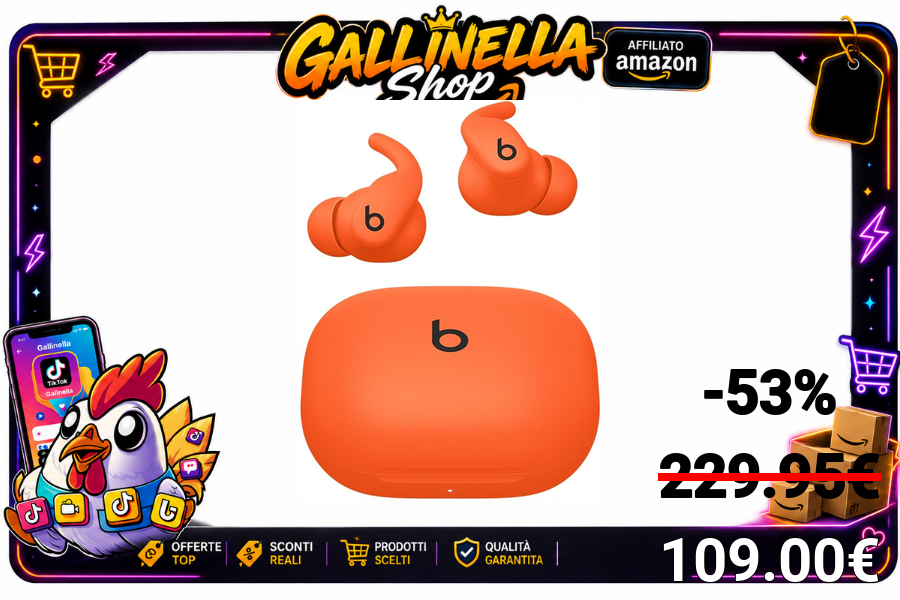 GALLINELLA
Shop
AFFILIATO
amazon
b
b
b
Gallinella
TikTok
Gallinella
-53%
229.95€
109.00€
OFFERTE
TOP
SCONTI
REALI
PRODOTTI
SCELTI
QUALITÀ
GARANTITA